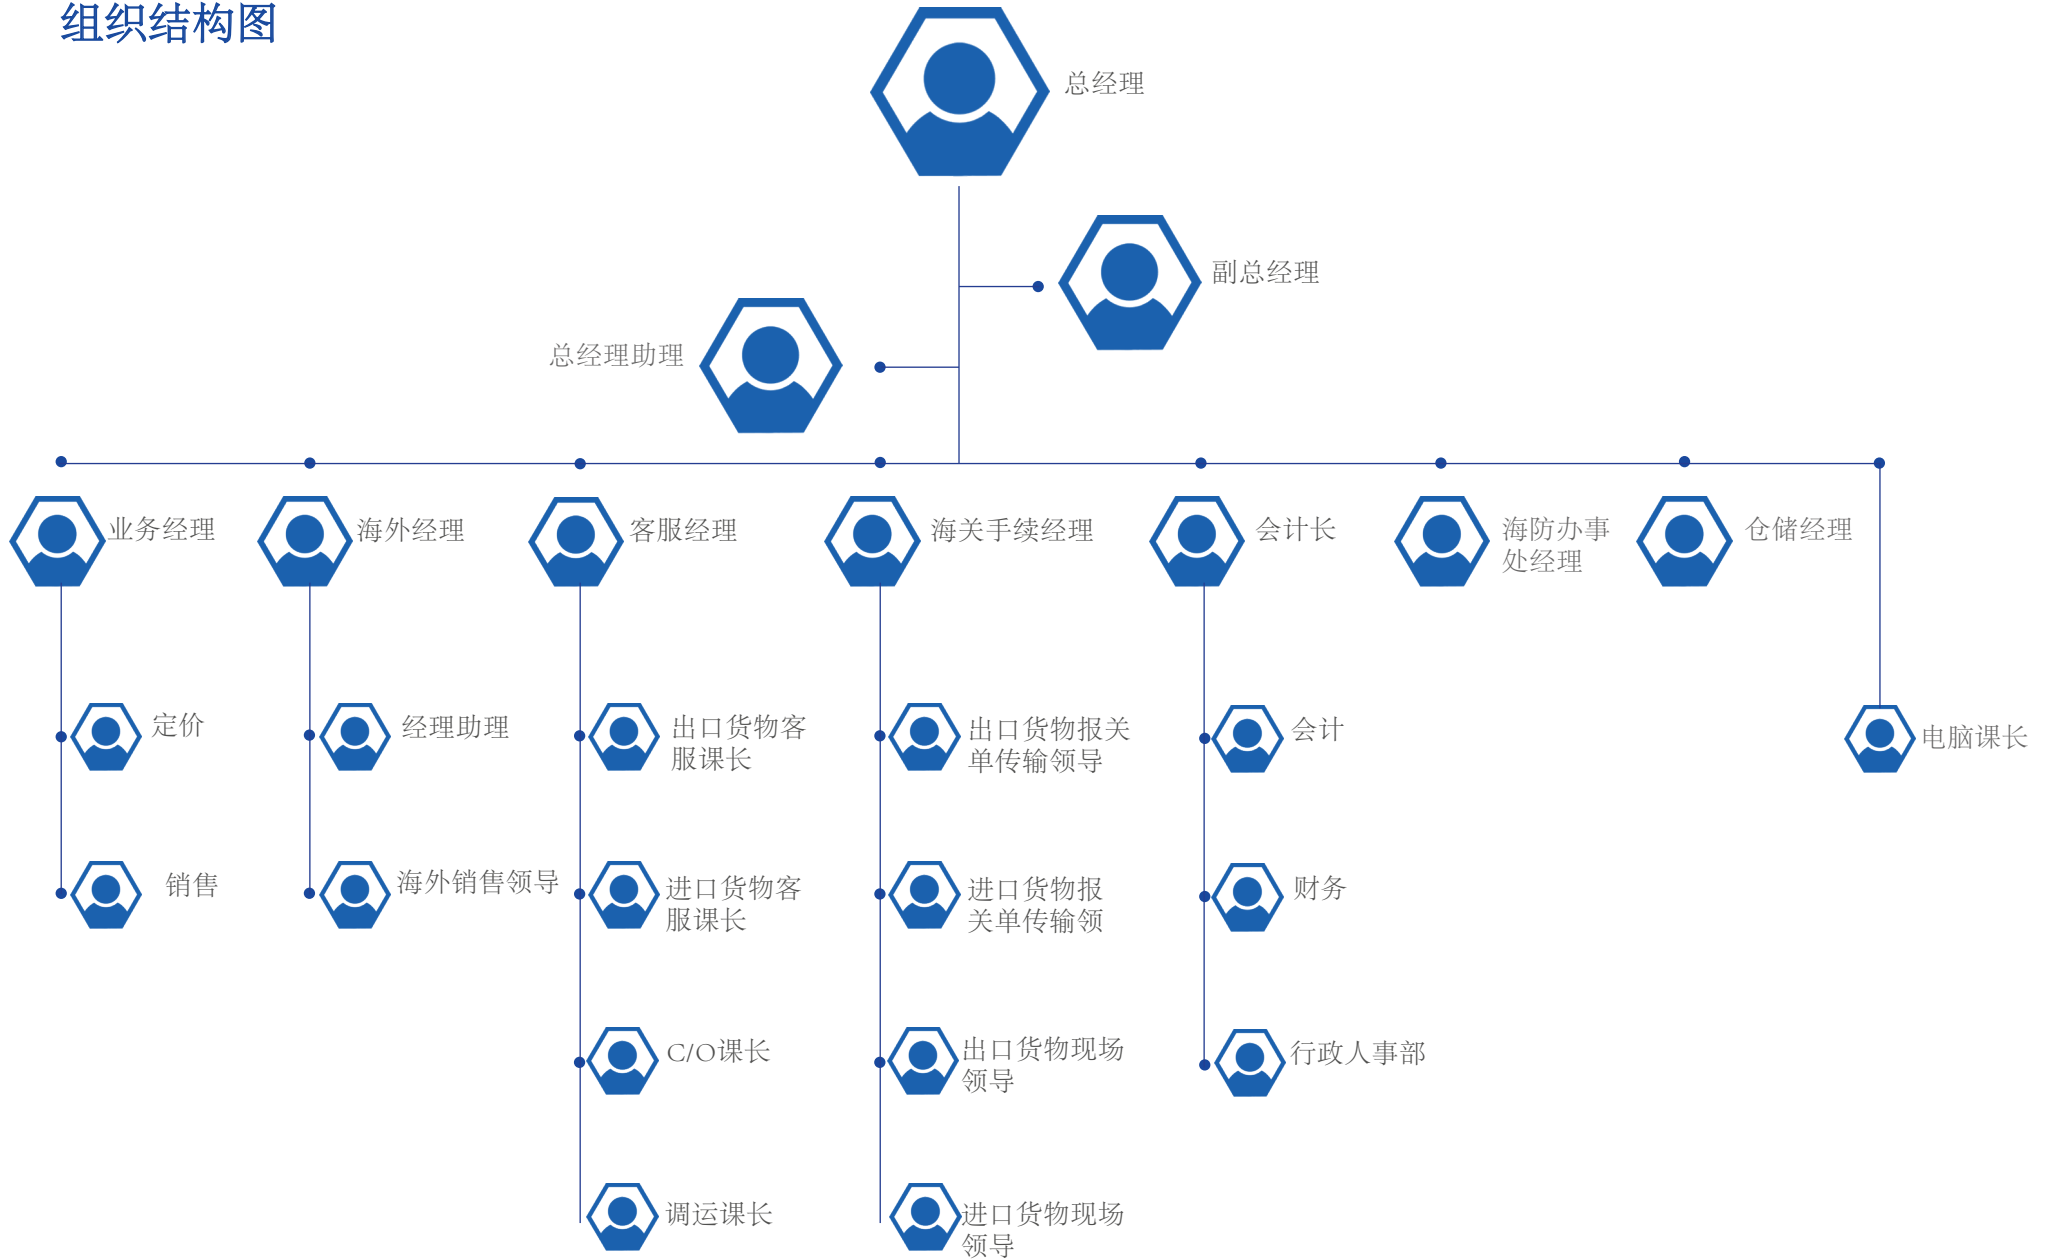 组织结构图
总经理
副总经理
总经理助理
业务经理
海外经理
客服经理
海关手续经理
会计长
海防办事
处经理
仓储经理
定价
经理助理
出口货物客
服课长
出口货物报关
单传输领导
会计
电脑课长
销售
海外销售领导
进口货物客
服课长
进口货物报
关单传输领
财务
C/O课长
出口货物现场
领导
行政人事部
调运课长
进口货物现场
领导